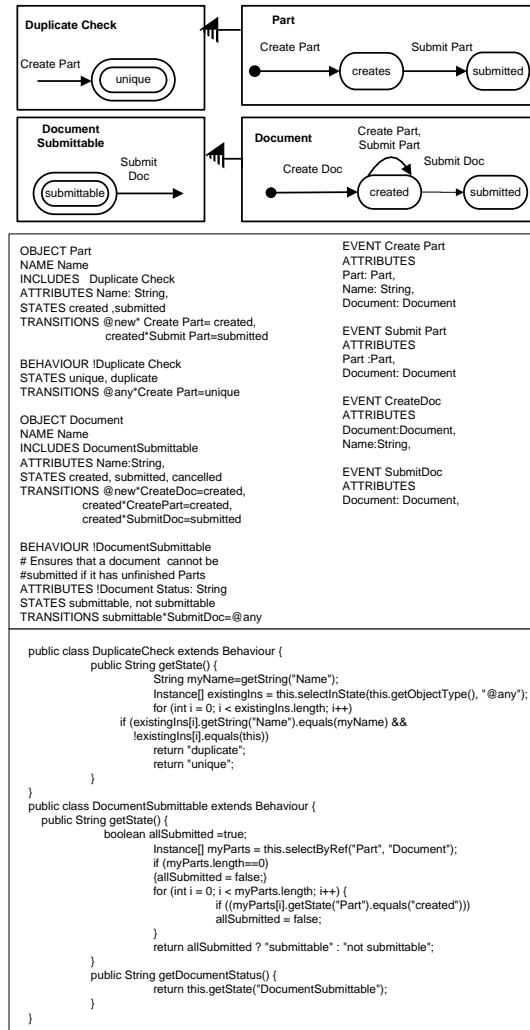 Duplicate Check
Create Part
unique
Part
Create Part
Submit Part
creates
submitted
Document
Submittable
Submit
Doc
submittable
Document
Create Part,
Submit Part
Create Doc
Submit Doc
created
submitted
OBJECT Part
NAME Name
INCLUDES Duplicate Check
ATTRIBUTES Name: String,
STATES created ,submitted
TRANSITIONS @new* Create Part= created,
created*Submit Part=submitted
BEHAVIOUR !Duplicate Check
STATES unique, duplicate
TRANSITIONS @any*Create Part=unique
OBJECT Document
NAME Name
INCLUDES DocumentSubmittable
ATTRIBUTES Name:String,
STATES created, submitted, cancelled
TRANSITIONS @new*CreateDoc=created,
created*CreatePart=created,
created*SubmitDoc=submitted
BEHAVIOUR !DocumentSubmittable
# Ensures that a document cannot be
#submitted if it has unfinished Parts
ATTRIBUTES !Document Status: String
STATES submittable, not submittable
TRANSITIONS submittable*SubmitDoc=@any
EVENT Create Part
ATTRIBUTES
Part: Part,
Name: String,
Document: Document
EVENT Submit Part
ATTRIBUTES
Part :Part,
Document: Document
EVENT CreateDoc
ATTRIBUTES
Document:Document,
Name:String,
EVENT SubmitDoc
ATTRIBUTES
Document: Document,
public class DuplicateCheck extends Behaviour {
public String getState() {
String myName=getString("Name");
Instance[] existingIns = this.selectInState(this.getObjectType(), "@any");
for (int i = 0; i < existingIns.length; i++)
if (existingIns[i].getString("Name").equals(myName) &&
!existingIns[i].equals(this))
return "duplicate";
return "unique";
}
}
public class DocumentSubmittable extends Behaviour {
public String getState() {
boolean allSubmitted =true;
Instance[] myParts = this.selectByRef("Part", "Document");
if (myParts.length==0)
{allSubmitted = false;}
for (int i = 0; i < myParts.length; i++) {
if ((myParts[i].getState("Part").equals("created")))
allSubmitted = false;
}
return allSubmitted ? "submittable" : "not submittable";
}
public String getDocumentStatus() {
return this.getState("DocumentSubmittable");
}
}